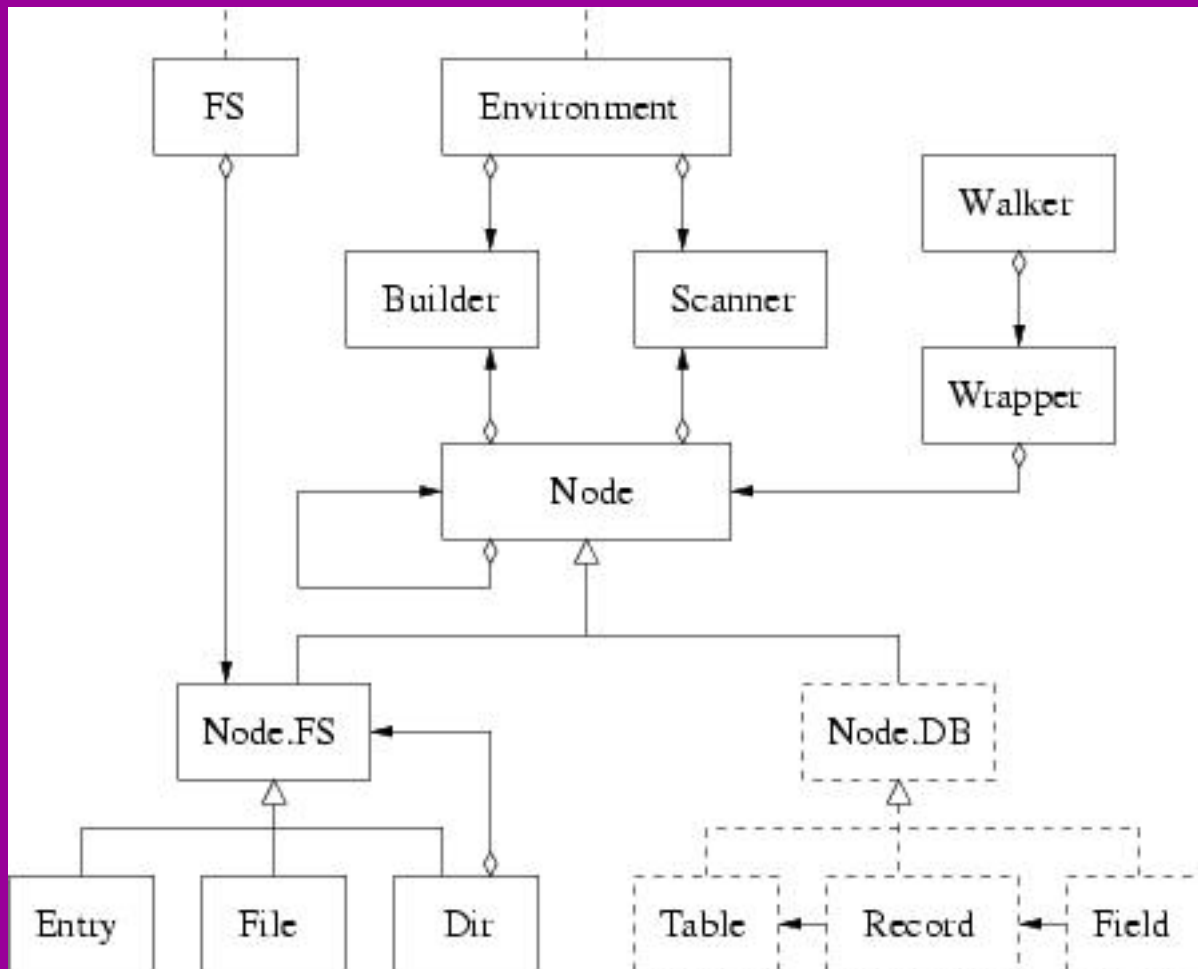 FS
Environment
Walker
Builder
Scanner
Wrapper
Node
Node.FS
Node.DB
Entry
File
Dir
Table
Record
Field